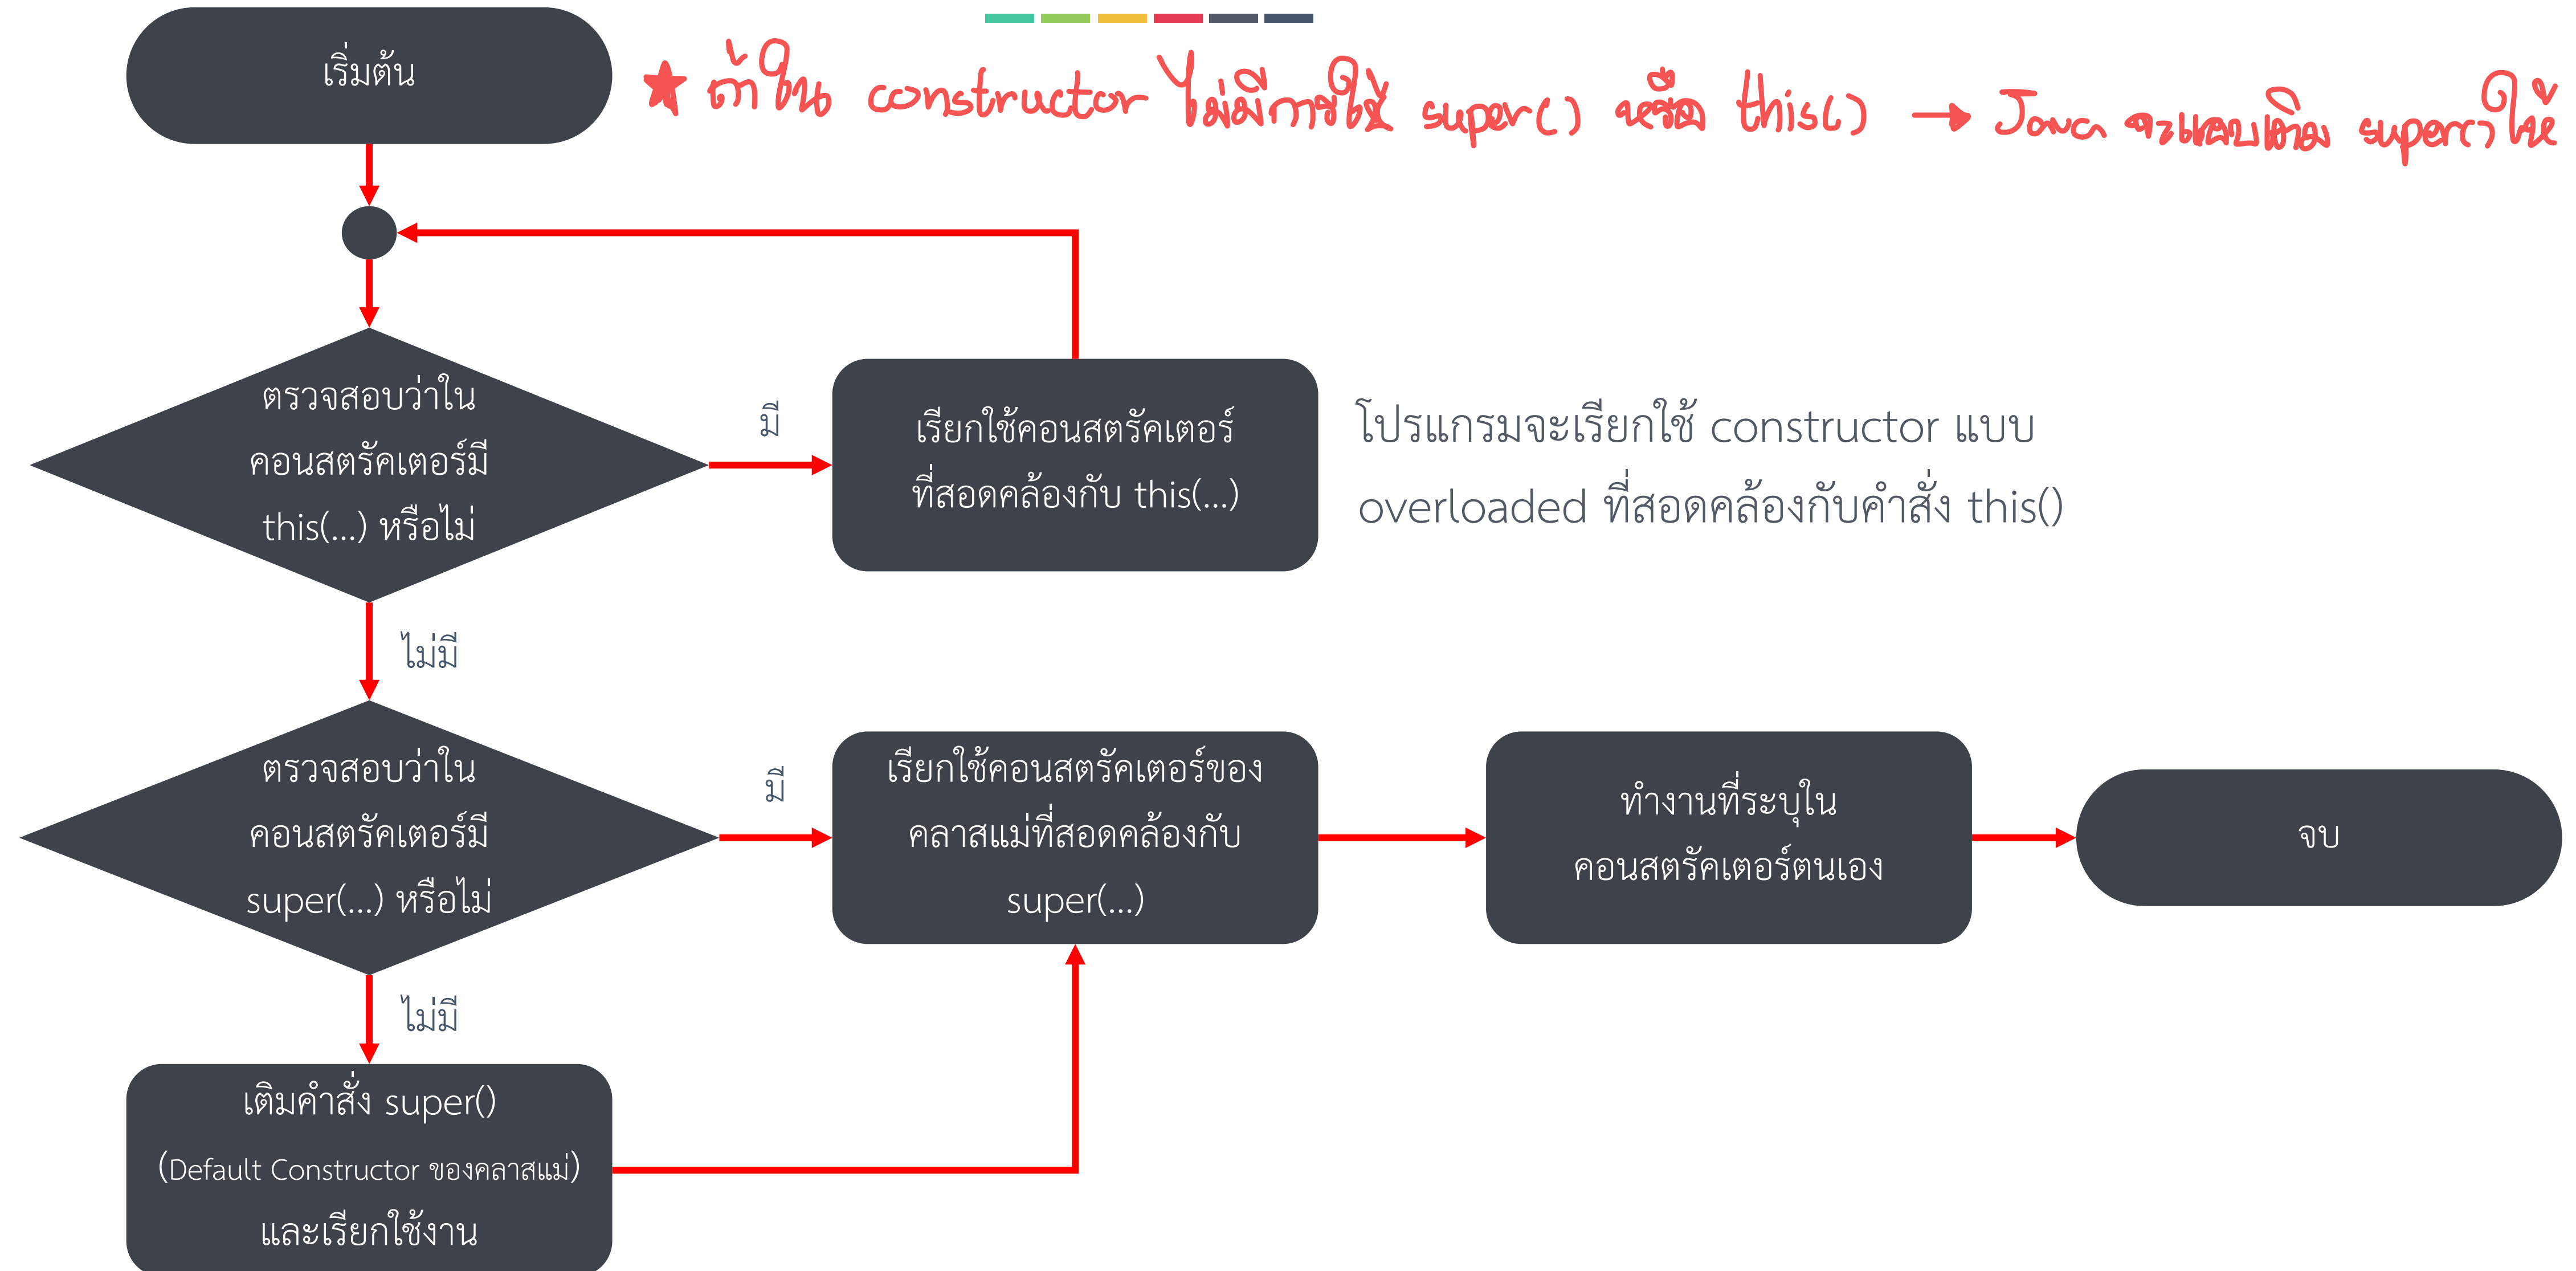 เริ่มต้น
★ ถ้าใน constructor ไม่มีการใช้ super() หรือ this() → Java จะแอบเติม super() ให้
ตรวจสอบว่าใน
คอนสตรัคเตอร์มี
this(...) หรือไม่
มี
เรียกใช้คอนสตรัคเตอร์
ที่สอดคล้องกับ this(...)
โปรแกรมจะเรียกใช้ constructor แบบ
overloaded ที่สอดคล้องกับคำสั่ง this()
ไม่มี
ตรวจสอบว่าใน
คอนสตรัคเตอร์มี
super(...) หรือไม่
มี
เรียกใช้คอนสตรัคเตอร์ของ
คลาสแม่ที่สอดคล้องกับ
super(...)
ทำงานที่ระบุใน
คอนสตรัคเตอร์ตนเอง
จบ
ไม่มี
เติมคำสั่ง super()
(Default Constructor ของคลาสแม่)
และเรียกใช้งาน